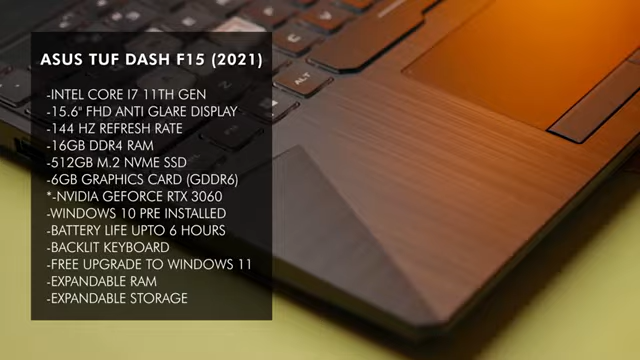 ASUS TUF DASH F15 (2021)
-INTEL CORE I7 11TH GEN
-15.6" FHD ANTI GLARE DISPLAY
-144 HZ REFRESH RATE
-16GB DDR4 RAM
-512GB M.2 NVME SSD
-6GB GRAPHICS CARD (GDDR6)
*-NVIDIA GEFORCE RTX 3060
-WINDOWS 10 PRE INSTALLED
-BATTERY LIFE UPTO 6 HOURS
-BACKLIT KEYBOARD
-FREE UPGRADE TO WINDOWS 11
-EXPANDABLE RAM
-EXPANDABLE STORAGE
ALT